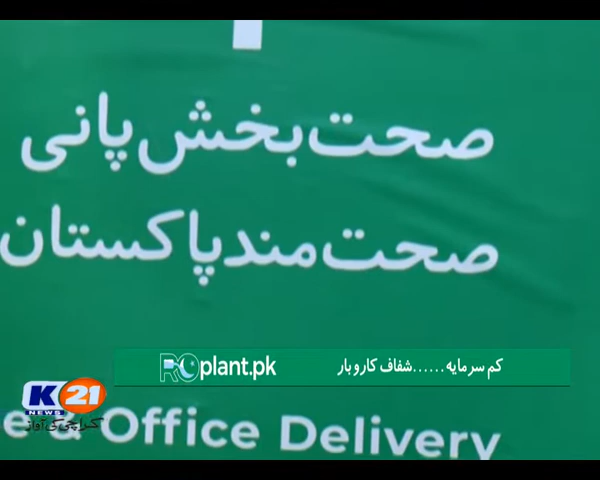 صحت بخش پانی
صحت مند پاکستان
ROplant.pk
کم سرمایہ......شفاف کاروبار
K21
NEWS
کراچی کی آواز
e & Office Delivery